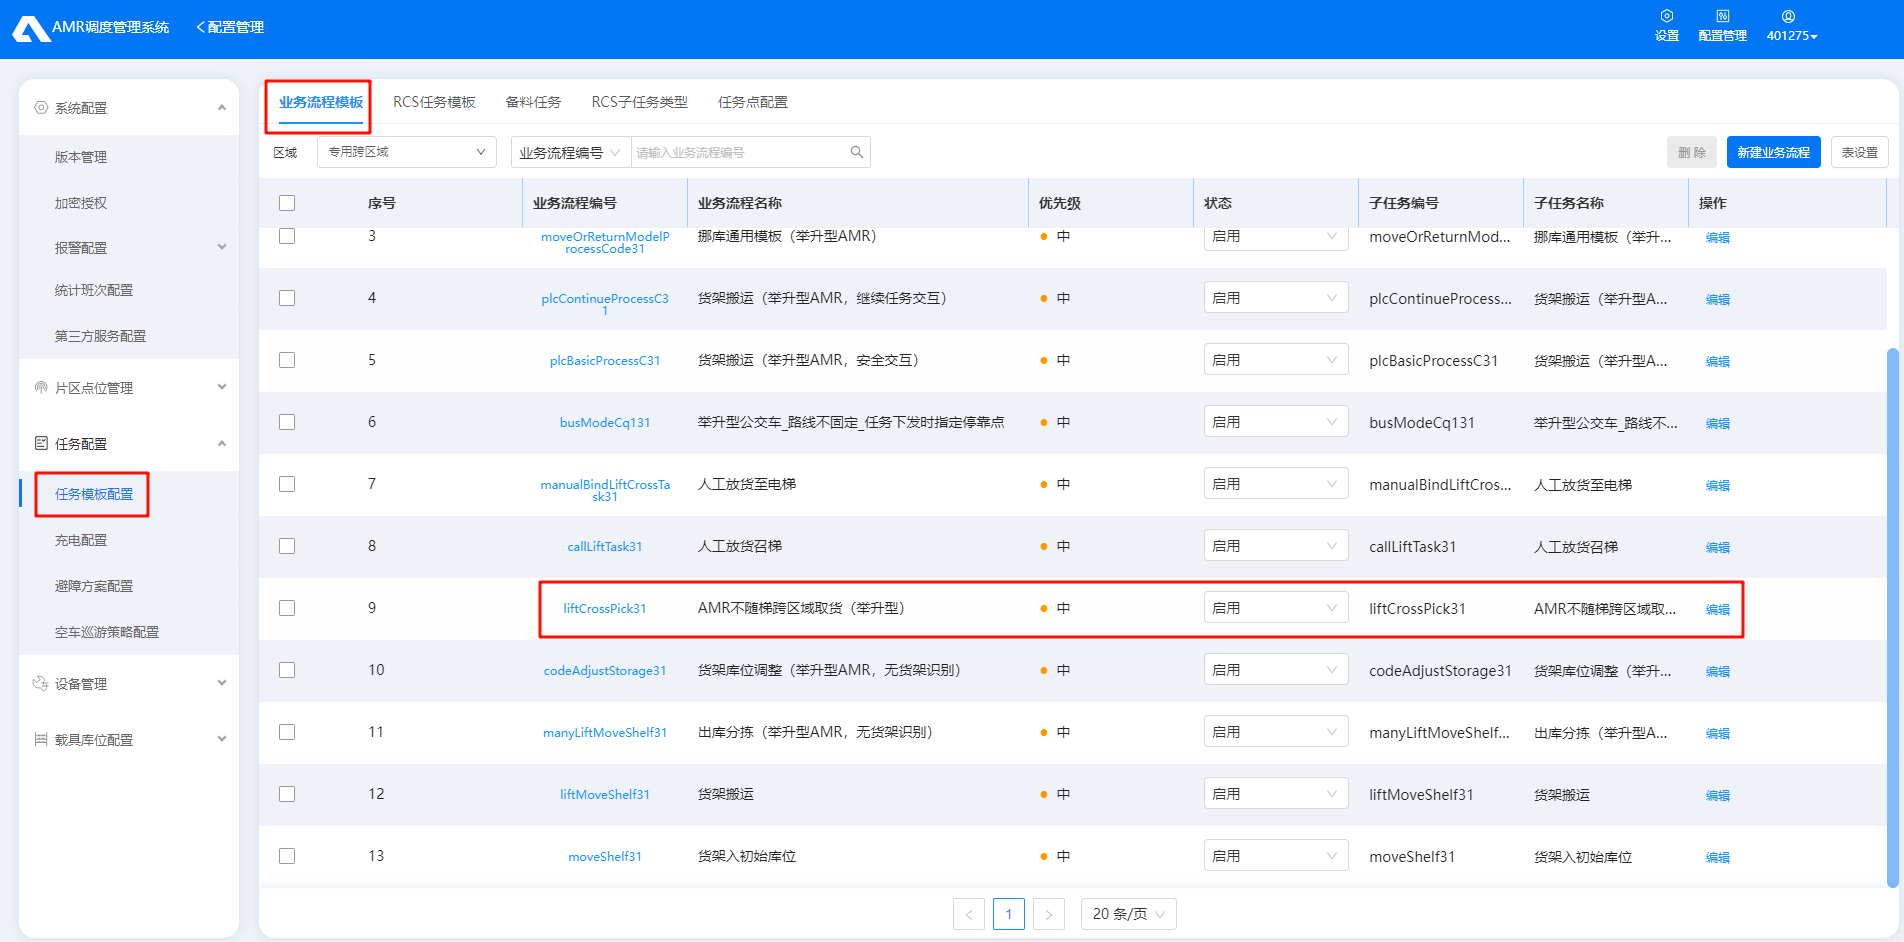 AMR调度管理系统
配置管理
设置
配置管理
401275
系统配置
版本管理
加密授权
报警配置
统计班次配置
第三方服务配置
片区点位管理
任务配置
任务模板配置
充电配置
避障方案配置
空车巡游策略配置
设备管理
载具库位配置
业务流程模板 RCS任务模板 备料任务 RCS子任务类型 任务点配置
区域 专用跨区域 业务流程编号 请输入业务流程编号 删 除 新建业务流程 表设置
序号 业务流程编号 业务流程名称 优先级 状态 子任务编号 子任务名称 操作
3 moveOrReturnModelP 挪库通用模板（举升型AMR） 中 启用 moveOrReturnMod... 挪库通用模板（举升... 编辑
rocessCode31
4 plcContinueProcessC3 货架搬运（举升型AMR，继续任务交互） 中 启用 plcContinueProcess... 货架搬运（举升型A... 编辑
1
5 plcBasicProcessC31 货架搬运（举升型AMR，安全交互） 中 启用 plcBasicProcessC31 货架搬运（举升型A... 编辑
6 busModeCq131 举升型公交车_路线不固定_任务下发时指定停靠点 中 启用 busModeCq131 举升型公交车_路线不... 编辑
7 manualBindLiftCrossTa 人工放货至电梯 中 启用 manualBindLiftCros... 人工放货至电梯 编辑
sk31
8 callLiftTask31 人工放货召梯 中 启用 callLiftTask31 人工放货召梯 编辑
9 liftCrossPick31 AMR不随梯跨区域取货（举升型） 中 启用 liftCrossPick31 AMR不随梯跨区域取... 编辑
10 codeAdjustStorage31 货架库位调整（举升型AMR，无货架识别） 中 启用 codeAdjustStorage31 货架库位调整（举升... 编辑
11 manyLiftMoveShelf31 出库分拣（举升型AMR，无货架识别） 中 启用 manyLiftMoveShelf... 出库分拣（举升型A... 编辑
12 liftMoveShelf31 货架搬运 中 启用 liftMoveShelf31 货架搬运 编辑
13 moveShelf31 货架入初始库位 中 启用 moveShelf31 货架入初始库位 编辑
< 1 > 20 条/页